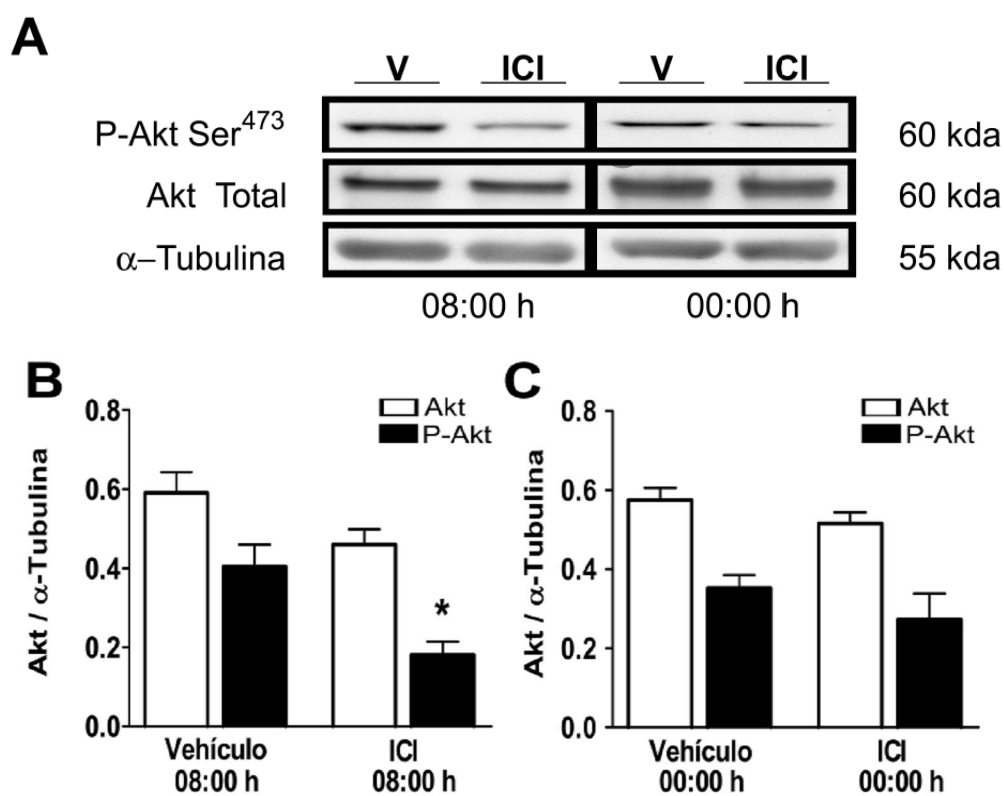 A
V ICI V ICI
P-Akt Ser473 60 kda
Akt Total 60 kda
α–Tubulina 55 kda
08:00 h 00:00 h
B
Akt
P-Akt
Akt / α-Tubulina
0.8
0.6
0.4
0.2
0.0
*
Vehículo ICI
08:00 h 08:00 h
C
Akt
P-Akt
Akt / α-Tubulina
0.8
0.6
0.4
0.2
0.0
Vehículo ICI
00:00 h 00:00 h